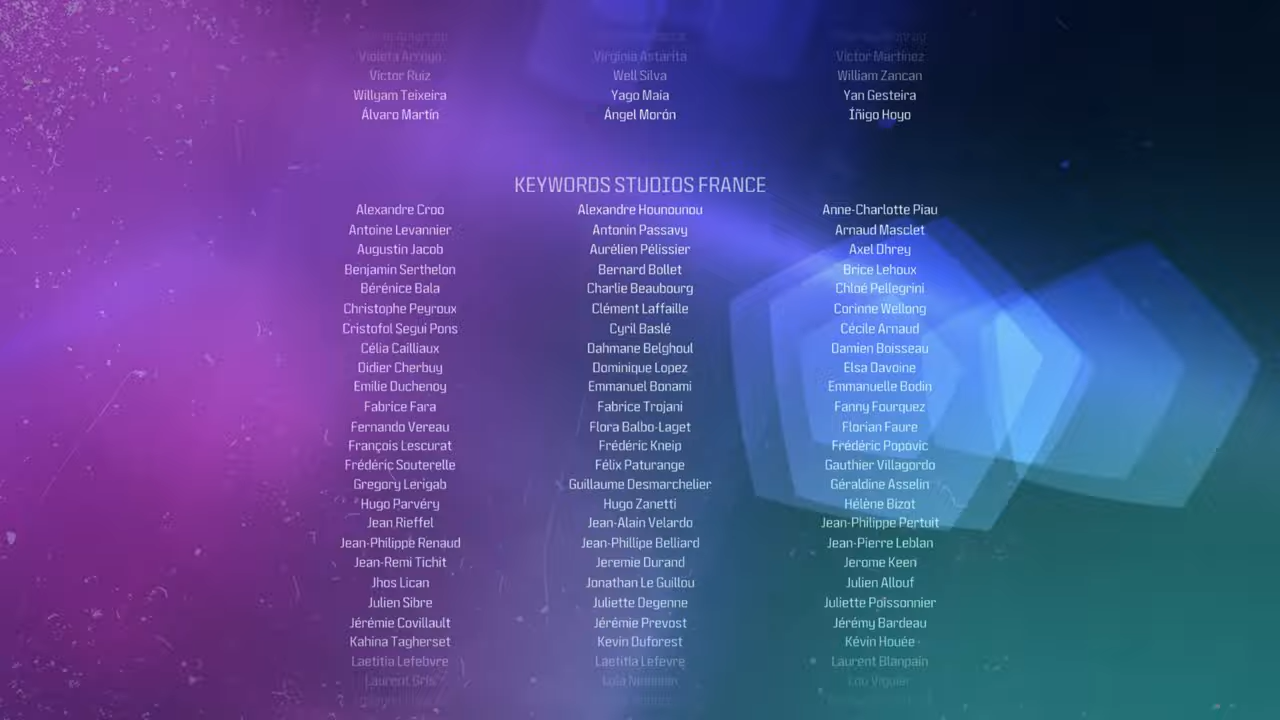 Violeta Arroyo Virginia Astarita Víctor Martínez
Víctor Ruiz Well Silva William Zancan
Willyam Teixeira Yago Maia Yan Gesteira
Álvaro Martín Ángel Morón Íñigo Hoyo
KEYWORDS STUDIOS FRANCE
Alexandre Croo Alexandre Hounounou Anne-Charlotte Piau
Antoine Levannier Antonin Passavy Arnaud Masclet
Augustin Jacob Aurélien Pélissier Axel Dhrey
Benjamin Serthelon Bernard Bollet Brice Lehoux
Bérénice Bala Charlie Beaubourg Chloé Pellegrini
Christophe Peyroux Clément Laffaille Corinne Wellong
Cristofol Segui Pons Cyril Baslé Cécile Arnaud
Célia Cailliaux Dahmane Belghoul Damien Boisseau
Didier Cherbuy Dominique Lopez Elsa Davoine
Emilie Duchenoy Emmanuel Bonami Emmanuelle Bodin
Fabrice Fara Fabrice Trojani Fanny Fourquez
Fernando Vereau Flora Balbo-Laget Florian Faure
François Lescurat Frédéric Kneip Frédéric Popovic
Frédéric Souterelle Félix Paturange Gauthier Villagordo
Gregory Lerigab Guillaume Desmarchelier Géraldine Asselin
Hugo Parvéry Hugo Zanetti Hélène Bizot
Jean Rieffel Jean-Alain Velardo Jean-Philippe Pertuit
Jean-Philippe Renaud Jean-Phillipe Belliard Jean-Pierre Leblan
Jean-Remi Tichit Jeremie Durand Jerome Keen
Jhos Lican Jonathan Le Guillou Julien Allouf
Julien Sibre Juliette Degenne Juliette Poissonnier
Jérémie Covillault Jérémie Prevost Jérémy Bardeau
Kahina Tagherset Kevin Duforest Kévin Houée
Laetitia Lefebvre Laetitia Lefevre Laurent Blanpain
Laurent Gris Lola Lou Viguier